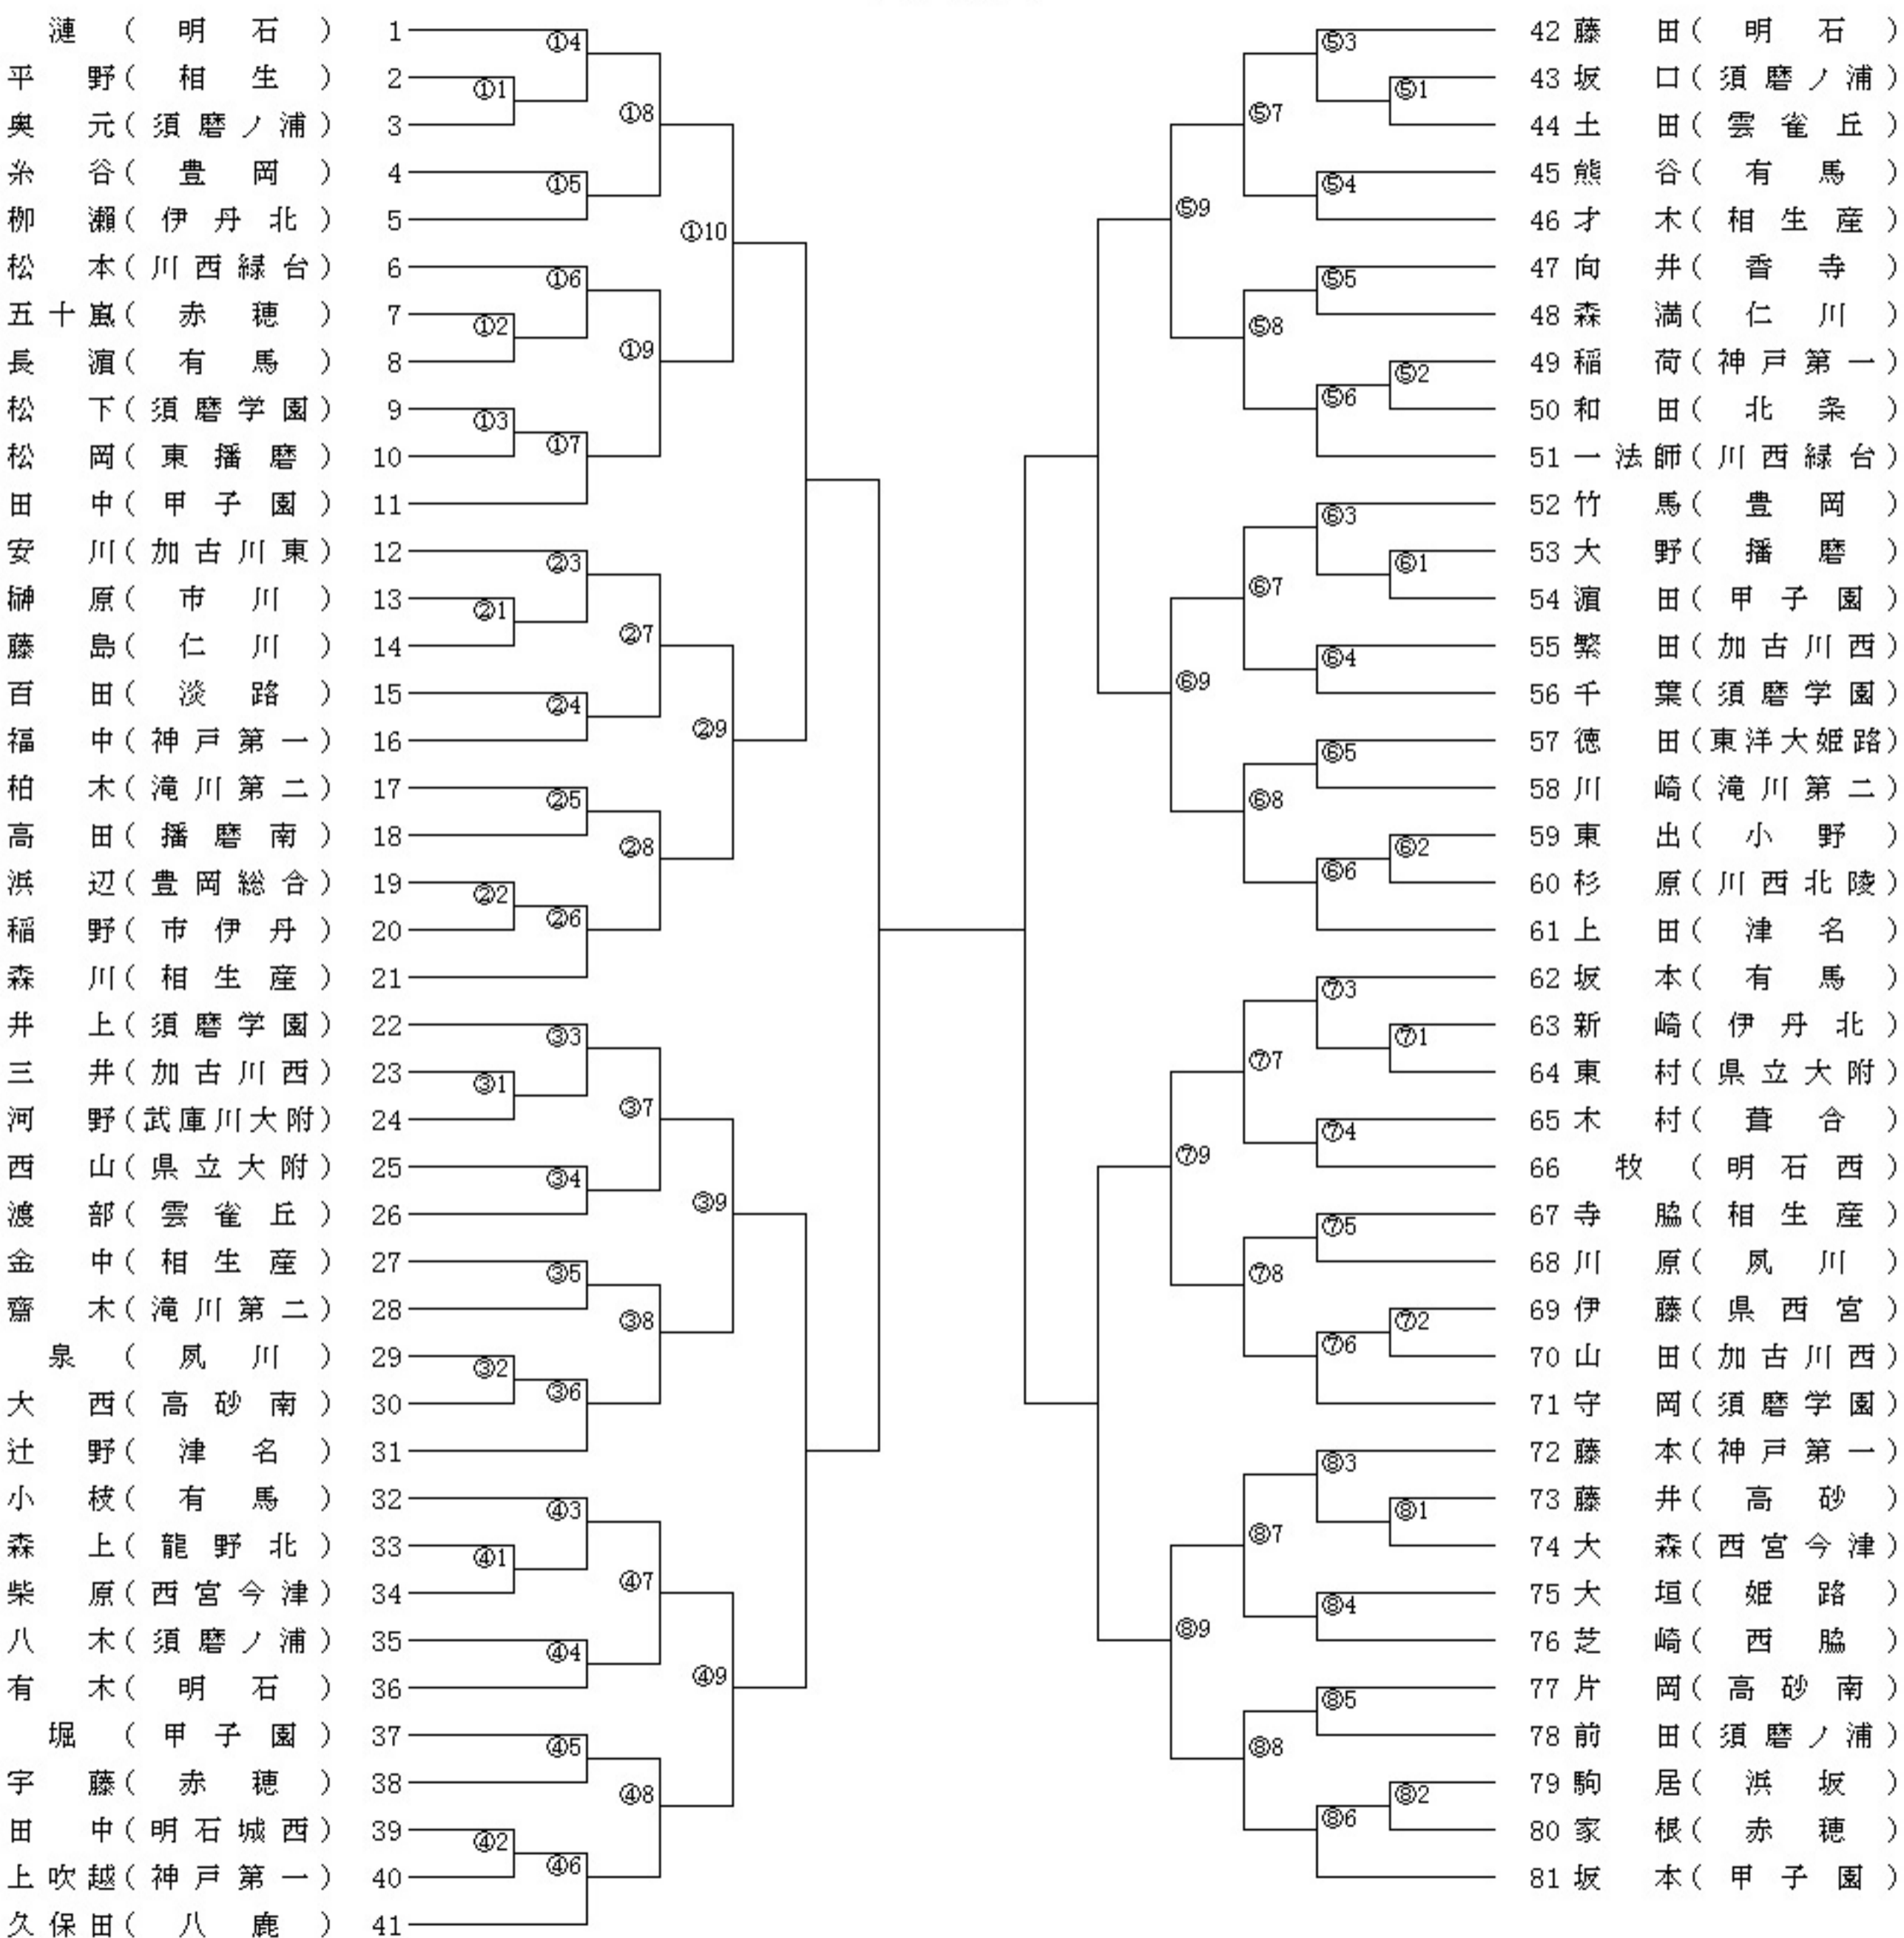 漣(明石) 1
平野(相生) 2
奥元(須磨ノ浦) 3
糸谷(豊岡) 4
栁瀨(伊丹北) 5
松本(川西緑台) 6
五十嵐(赤穂) 7
長濵(有馬) 8
松下(須磨学園) 9
松岡(東播磨) 10
田中(甲子園) 11
安川(加古川東) 12
榊原(市川) 13
藤島(仁川) 14
百田(淡路) 15
福中(神戸第一) 16
柏木(滝川第二) 17
高田(播磨南) 18
浜辺(豊岡総合) 19
稲野(市伊丹) 20
森川(相生産) 21
井上(須磨学園) 22
三井(加古川西) 23
河野(武庫川大附) 24
西山(県立大附) 25
渡部(雲雀丘) 26
金中(相生産) 27
齋木(滝川第二) 28
泉(夙川) 29
大西(高砂南) 30
辻野(津名) 31
小枝(有馬) 32
森上(龍野北) 33
柴原(西宮今津) 34
八木(須磨ノ浦) 35
有木(明石) 36
堀(甲子園) 37
宇藤(赤穂) 38
田中(明石城西) 39
上吹越(神戸第一) 40
久保田(八鹿) 41
①4
①1
①8
①5
①10
①6
①2
①9
①3
①7
②3
②1
②7
②4
②9
②5
②8
②2
②6
③3
③1
③7
③4
③9
③5
③8
③2
③6
④3
④1
④7
④4
④9
④5
④8
④2
④6
⑤3
⑤1
⑤7
⑤4
⑤9
⑤5
⑤8
⑤2
⑤6
⑥3
⑥1
⑥7
⑥4
⑥9
⑥5
⑥8
⑥2
⑥6
⑦3
⑦1
⑦7
⑦4
⑦9
⑦5
⑦8
⑦2
⑦6
⑧3
⑧1
⑧7
⑧4
⑧9
⑧5
⑧8
⑧2
⑧6
42 藤田(明石)
43 坂口(須磨ノ浦)
44 土田(雲雀丘)
45 熊谷(有馬)
46 才木(相生産)
47 向井(香寺)
48 森満(仁川)
49 稲荷(神戸第一)
50 和田(北条)
51 一法師(川西緑台)
52 竹馬(豊岡)
53 大野(播磨)
54 濵田(甲子園)
55 繁田(加古川西)
56 千葉(須磨学園)
57 徳田(東洋大姫路)
58 川崎(滝川第二)
59 東出(小野)
60 杉原(川西北陵)
61 上田(津名)
62 坂本(有馬)
63 新崎(伊丹北)
64 東村(県立大附)
65 木村(葺合)
66 牧(明石西)
67 寺脇(相生産)
68 川原(夙川)
69 伊藤(県西宮)
70 山田(加古川西)
71 守岡(須磨学園)
72 藤本(神戸第一)
73 藤井(高砂)
74 大森(西宮今津)
75 大垣(姫路)
76 芝崎(西脇)
77 片岡(高砂南)
78 前田(須磨ノ浦)
79 駒居(浜坂)
80 家根(赤穂)
81 坂本(甲子園)